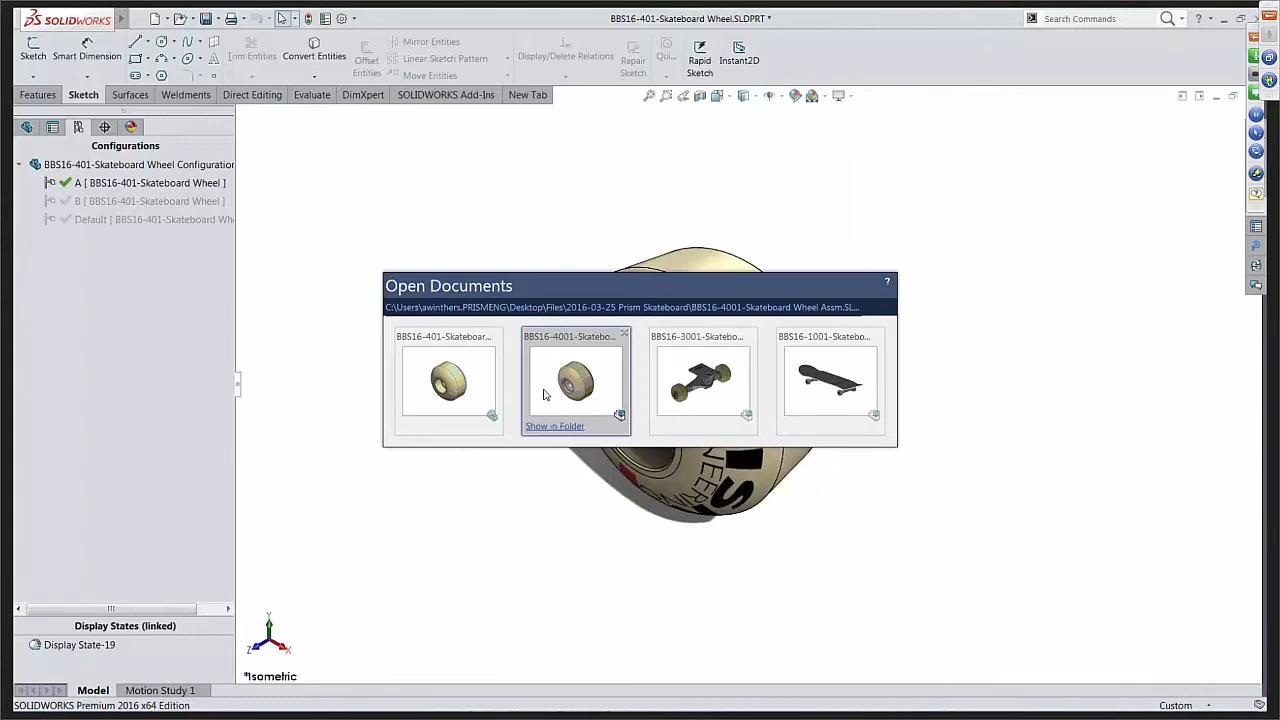 SOLIDWORKS
BBS16-401-Skateboard Wheel.SLDPRT *
Search Commands
Sketch
Smart Dimension
Trim Entities
Convert Entities
Offset Entities
Mirror Entities
Linear Sketch Pattern
Move Entities
Display/Delete Relations
Repair Sketch
Qui...
Rapid Sketch
Instant2D
Features
Sketch
Surfaces
Weldments
Direct Editing
Evaluate
DimXpert
SOLIDWORKS Add-Ins
New Tab
Configurations
BBS16-401-Skateboard Wheel Configuration
A [ BBS16-401-Skateboard Wheel ]
B [ BBS16-401-Skateboard Wheel ]
Default [ BBS16-401-Skateboard Wh
Open Documents
?
C:\Users\awinthers.PRISMENG\Desktop\Files\2016-03-25 Prism Skateboard\BBS16-4001-Skateboard Wheel Assm.SL...
BBS16-401-Skateboar...
BBS16-4001-Skatebo...
BBS16-3001-Skatebo...
BBS16-1001-Skatebo...
Show in Folder
Display States (linked)
Display State-19
Y
Z
X
*Isometric
Model
Motion Study 1
SOLIDWORKS Premium 2016 x64 Edition
Custom